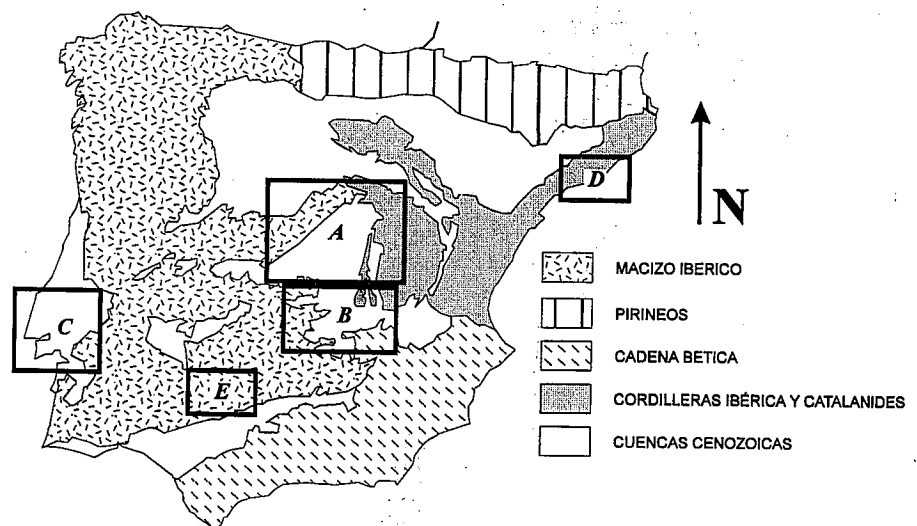 D
A
N
C
B
E
MACIZO IBERICO
PIRINEOS
CADENA BETICA
CORDILLERAS IBÉRICA Y CATALANIDES
CUENCAS CENOZOICAS